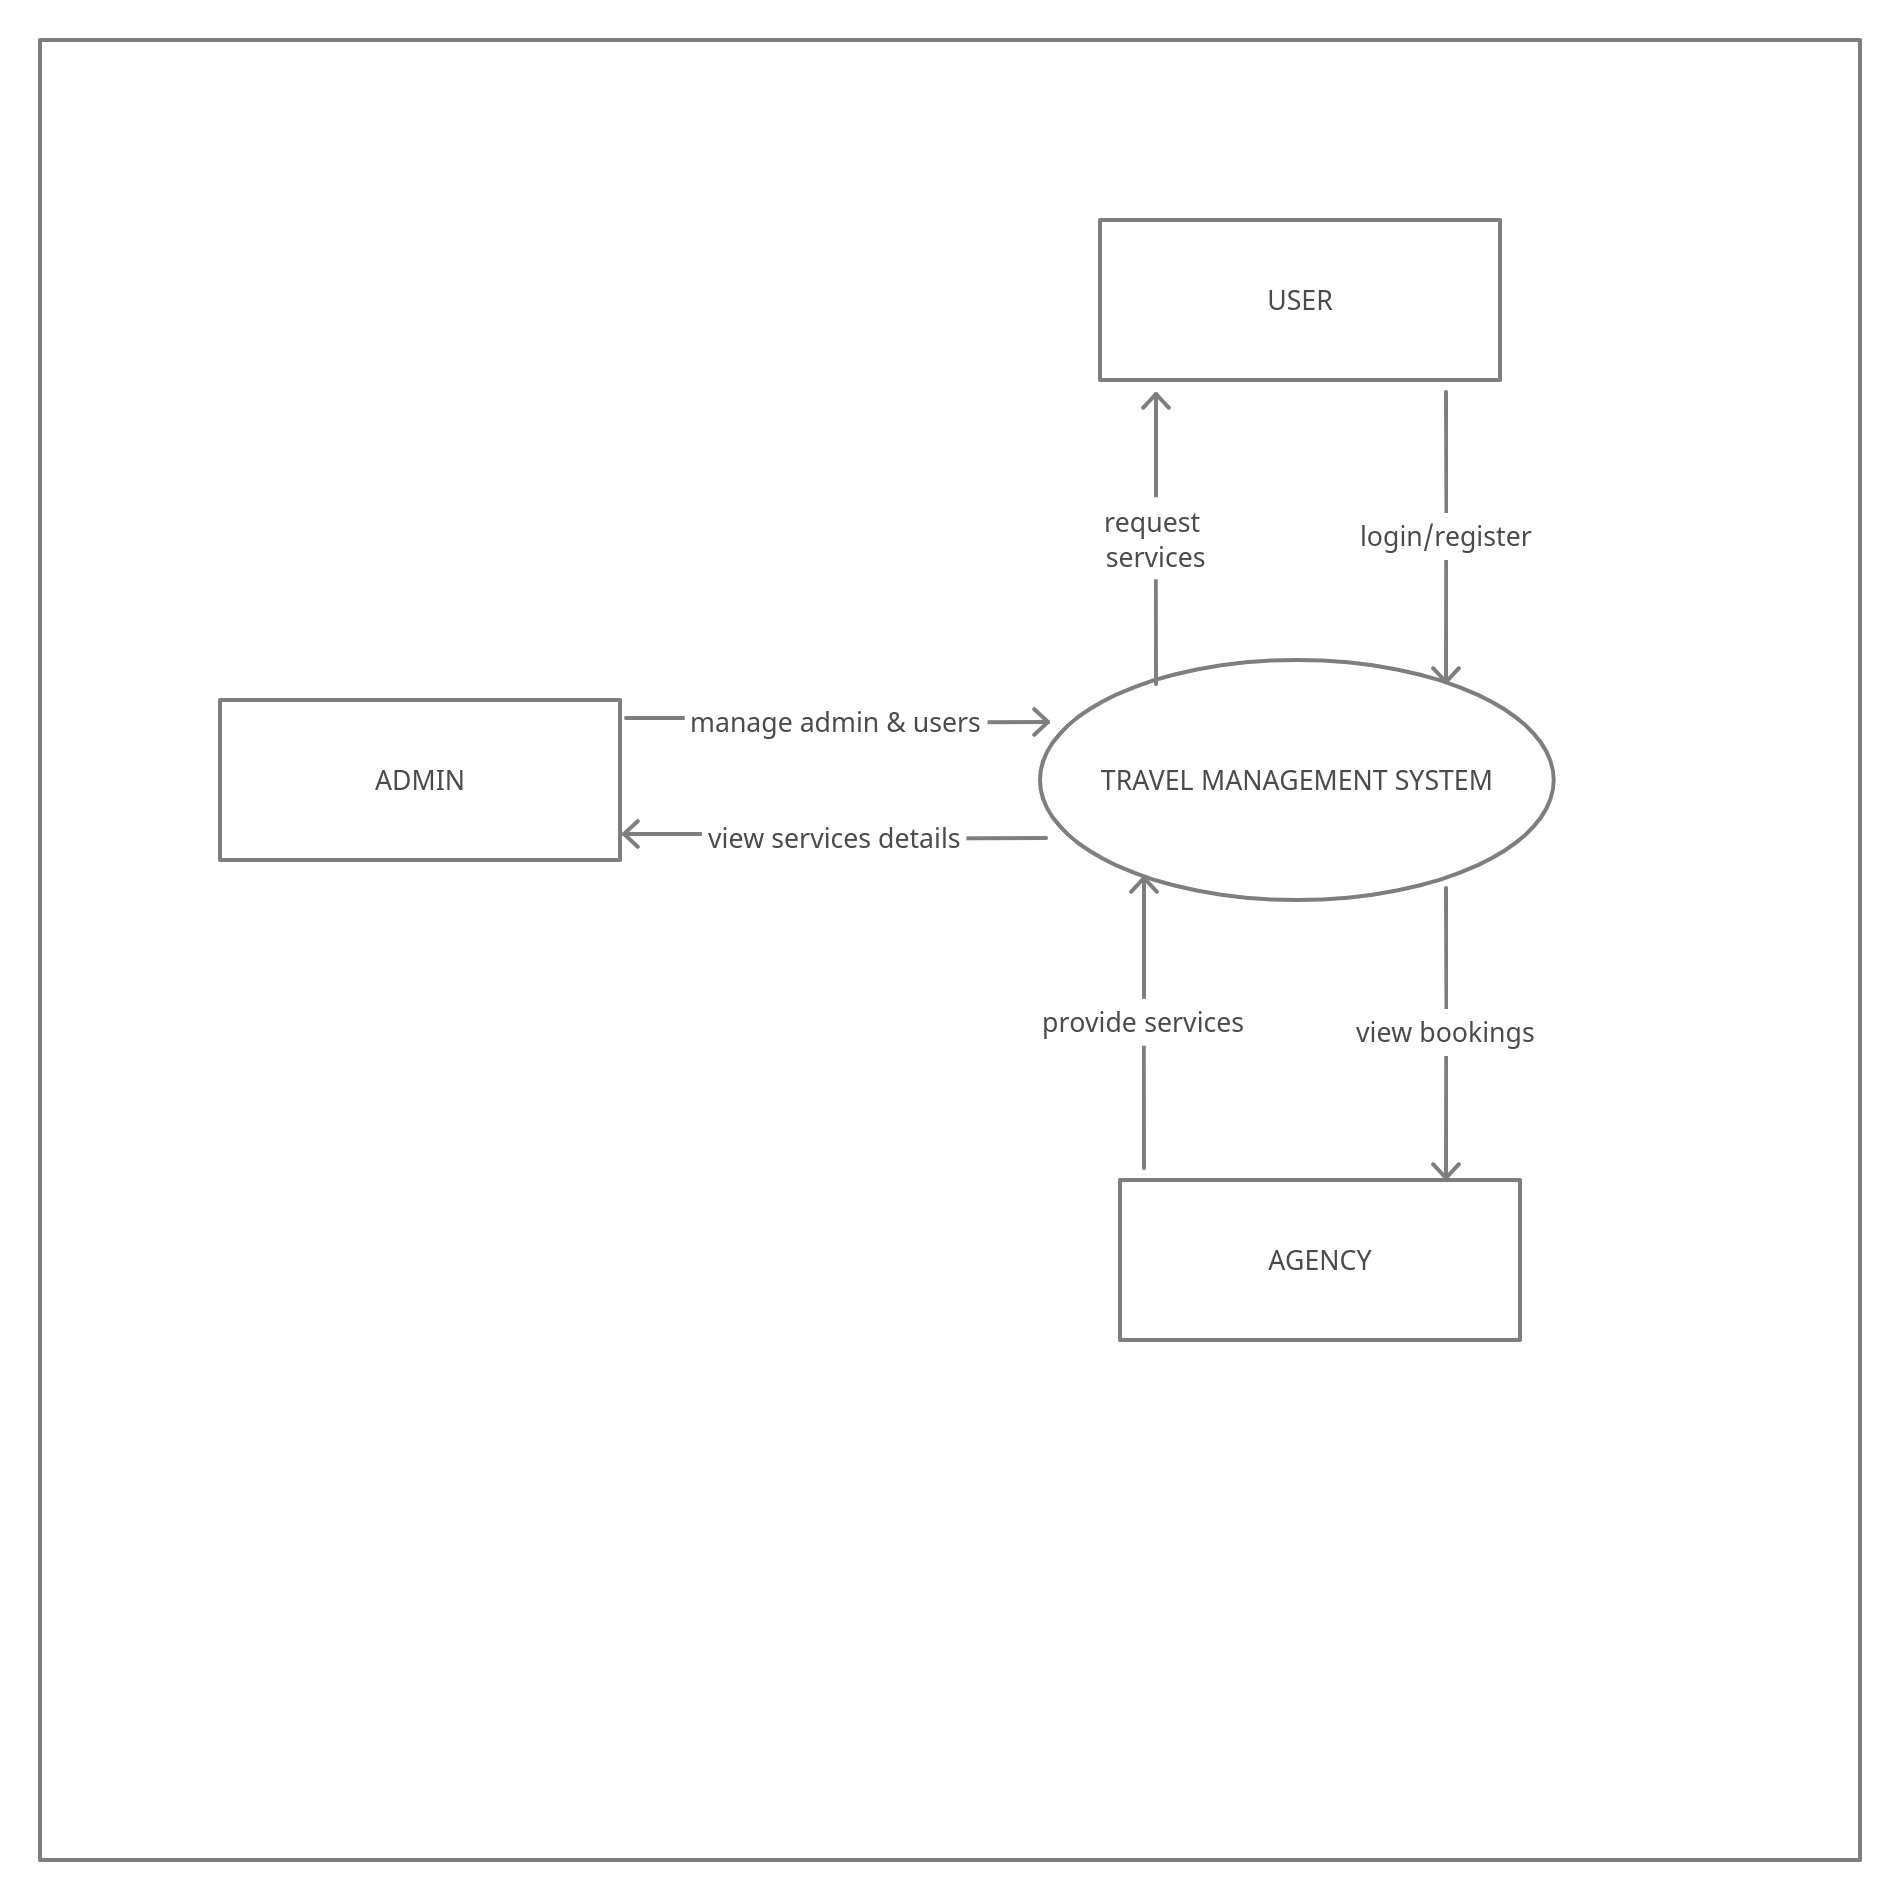 USER
request
services
login/register
manage admin & users
ADMIN
TRAVEL MANAGEMENT SYSTEM
view services details
provide services
view bookings
AGENCY